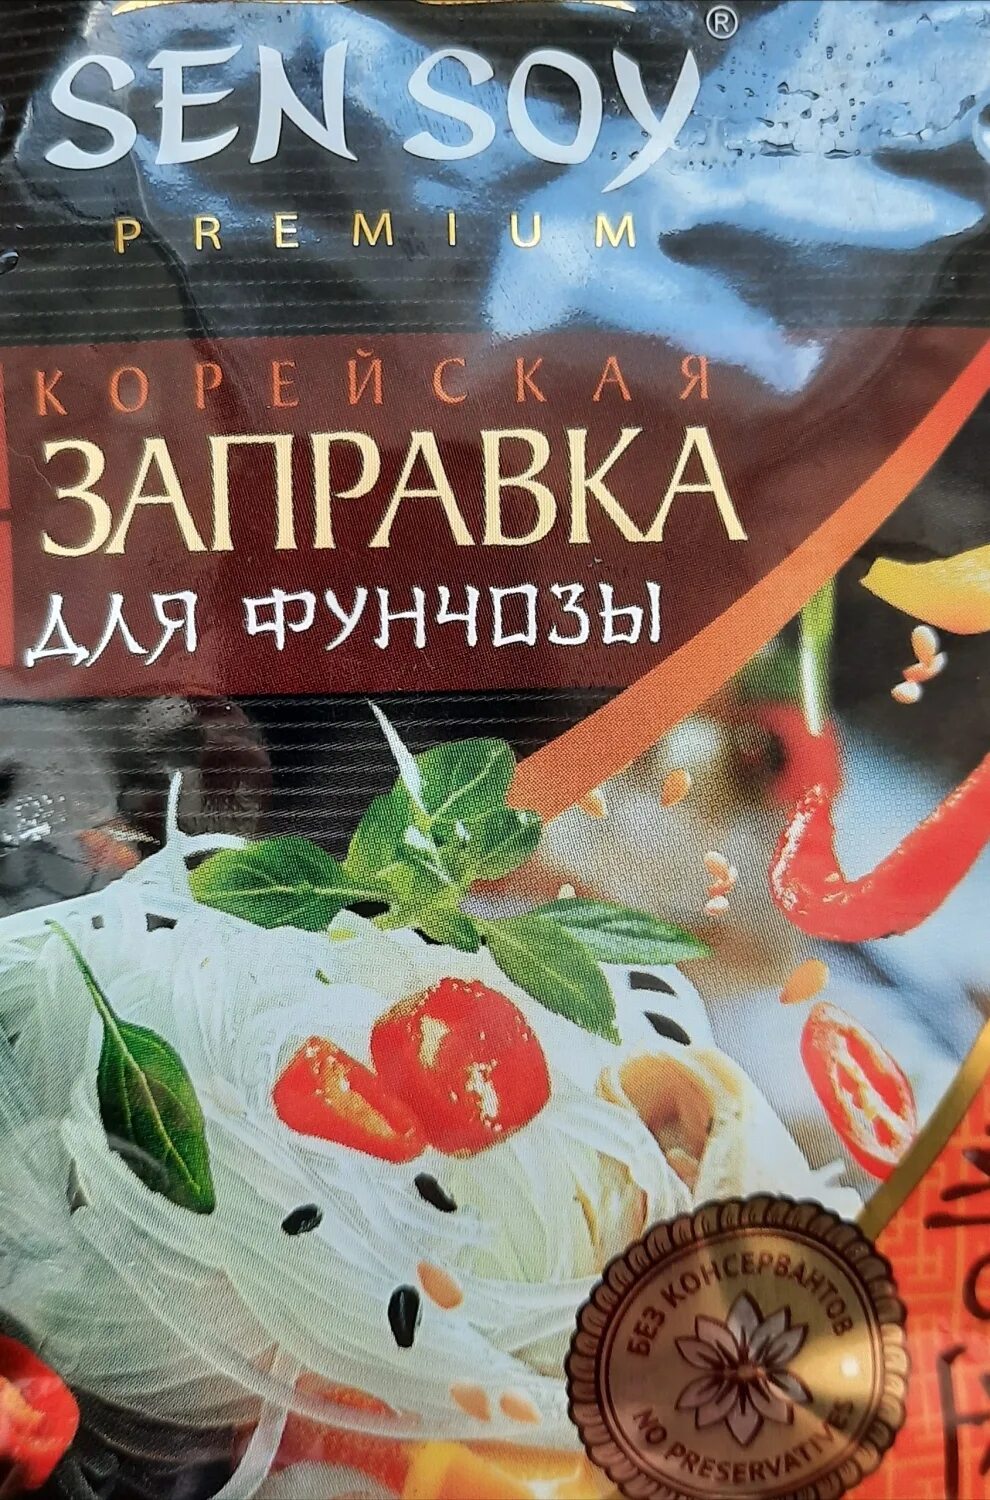 SEN SOY®
PREMIUM
КОРЕЙСКАЯ
ЗАПРАВКА
ДЛЯ ФУНЧОЗЫ
БЕЗ КОНСЕРВАНТОВ
NO PRESERVATIVES